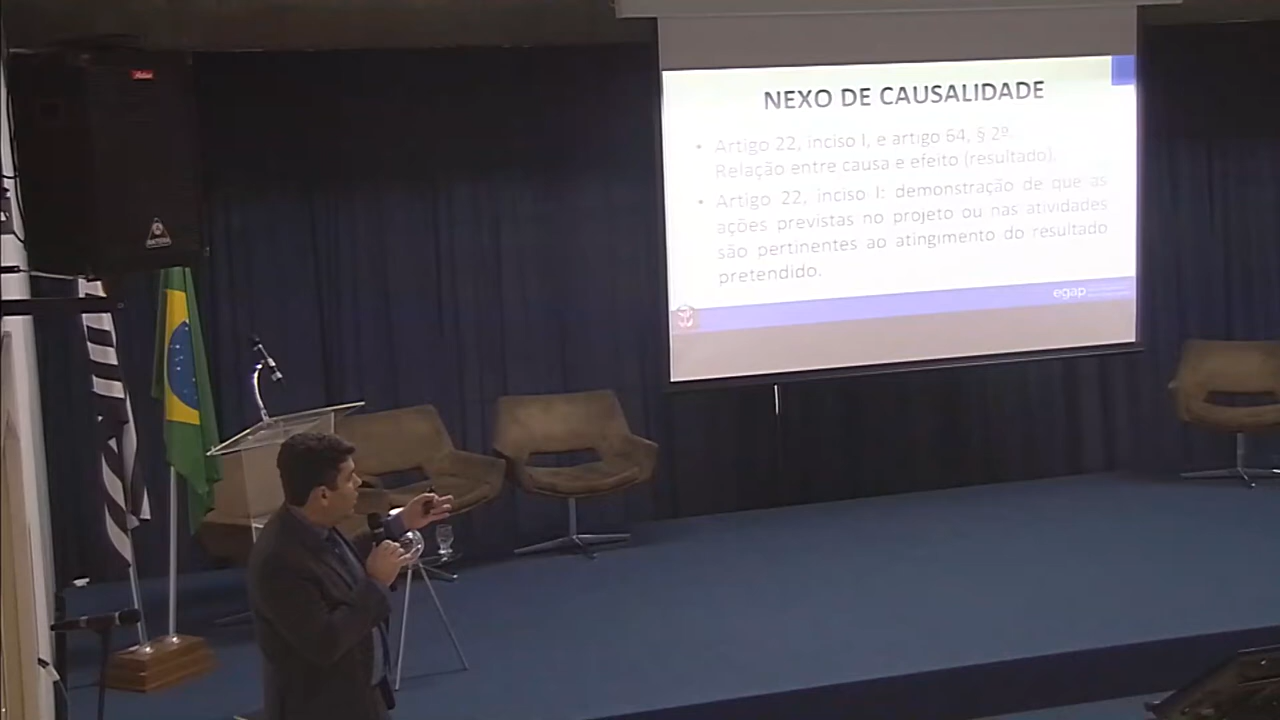 NEXO DE CAUSALIDADE
• Artigo 22, inciso I, e artigo 64, § 2º.
Relação entre causa e efeito (resultado).
• Artigo 22, inciso I: demonstração de que as
ações previstas no projeto ou nas atividades
são pertinentes ao atingimento do resultado
pretendido.
egap